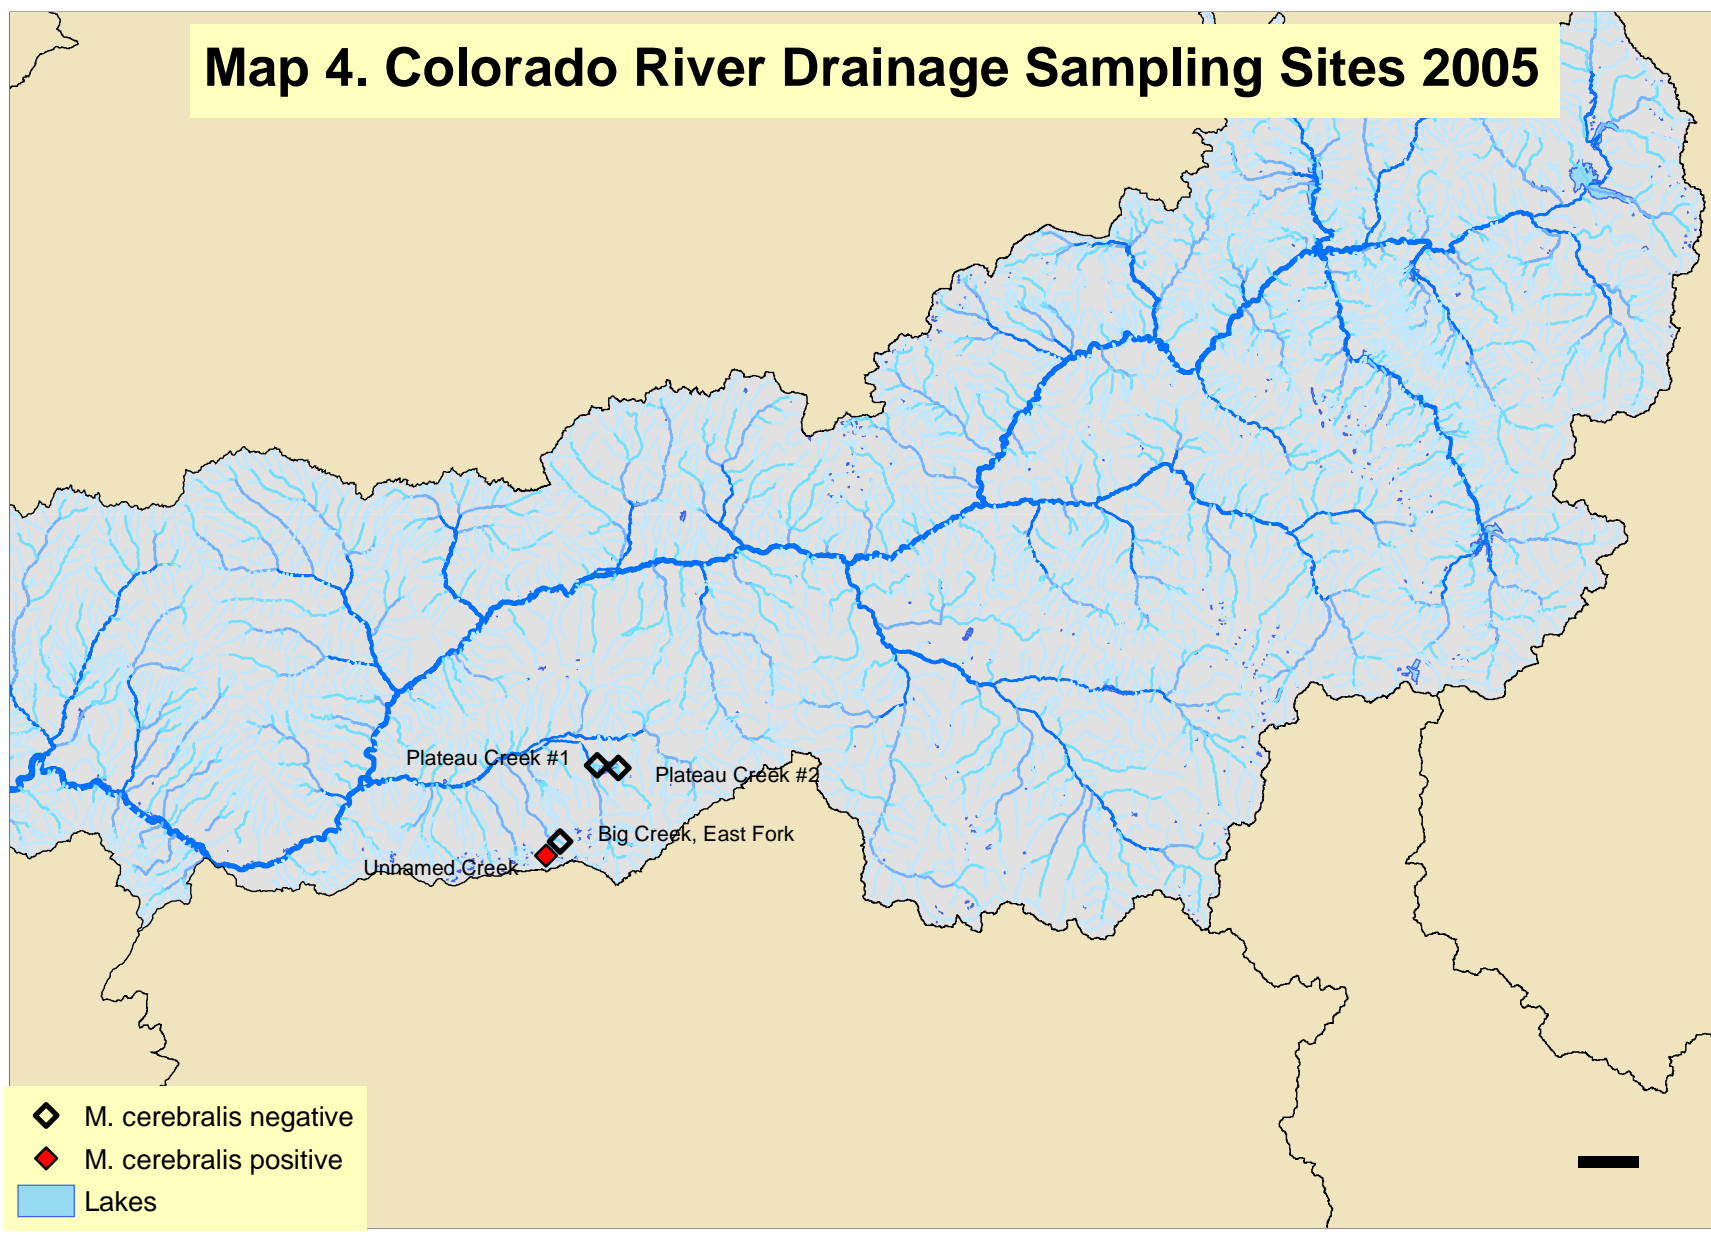 Map 4. Colorado River Drainage Sampling Sites 2005
Plateau Creek #1
Plateau Creek #2
Big Creek, East Fork
Unnamed Creek
M. cerebralis negative
M. cerebralis positive
Lakes